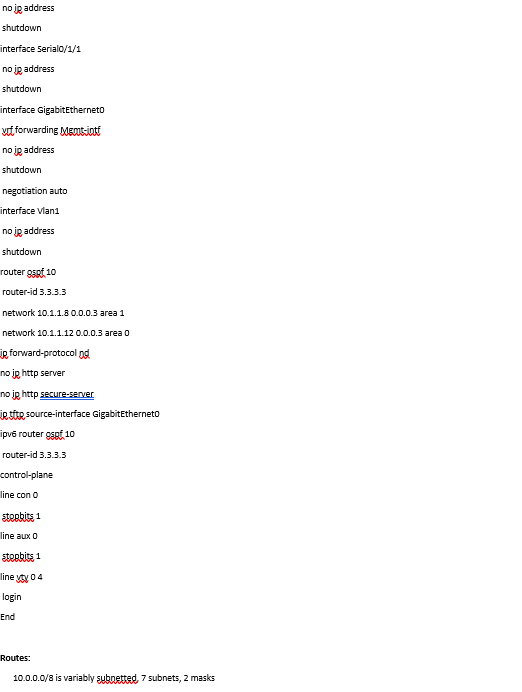 no ip address
shutdown
interface Serial0/1/1
no ip address
shutdown
interface GigabitEthernet0
vrf forwarding Mgmt-intf
no ip address
shutdown
negotiation auto
interface Vlan1
no ip address
shutdown
router ospf 10
router-id 3.3.3.3
network 10.1.1.8 0.0.0.3 area 1
network 10.1.1.12 0.0.0.3 area 0
ip forward-protocol nd
no ip http server
no ip http secure-server
ip tftp source-interface GigabitEthernet0
ipv6 router ospf 10
router-id 3.3.3.3
control-plane
line con 0
stopbits 1
line aux 0
stopbits 1
line vty 0 4
login
End
Routes:
10.0.0.0/8 is variably subnetted, 7 subnets, 2 masks